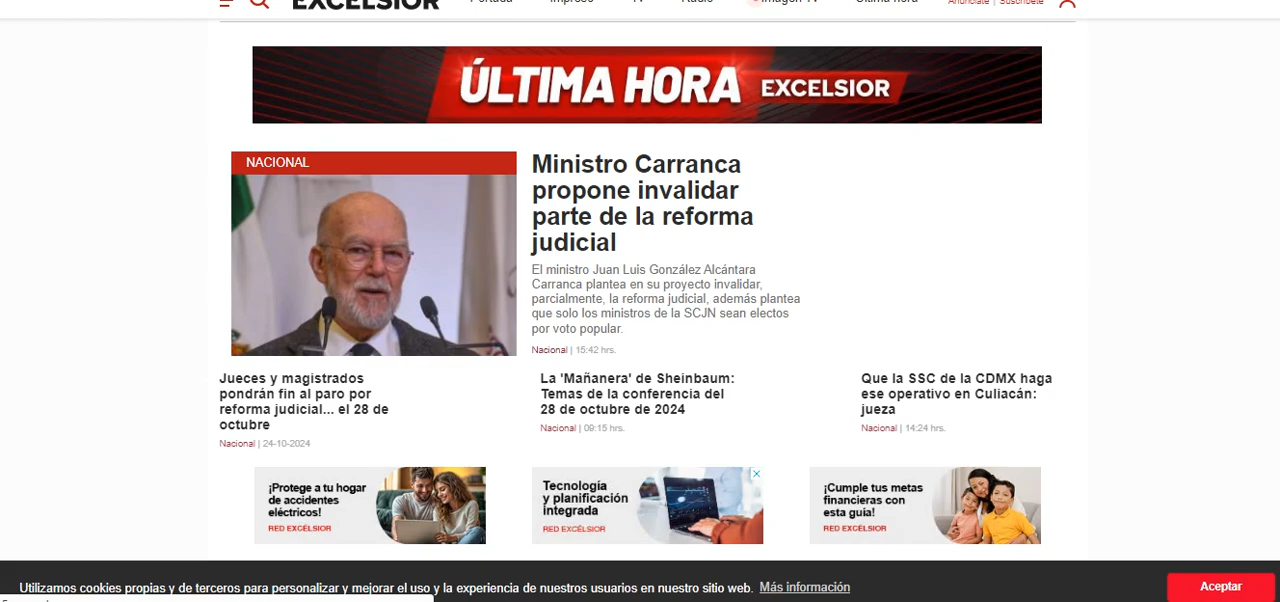 EXCELSIOR Portada Impreso TV Radio Imagen TV Última hora Anúnciate | Suscríbete
ÚLTIMA HORA EXCELSIOR
NACIONAL
Ministro Carranca
propone invalidar
parte de la reforma
judicial
El ministro Juan Luis González Alcántara
Carranca plantea en su proyecto invalidar,
parcialmente, la reforma judicial, además plantea
que solo los ministros de la SCJN sean electos
por voto popular.
Nacional | 15:42 hrs.
Jueces y magistrados
pondrán fin al paro por
reforma judicial... el 28 de
octubre
Nacional | 24-10-2024
La 'Mañanera' de Sheinbaum:
Temas de la conferencia del
28 de octubre de 2024
Nacional | 09:15 hrs.
Que la SSC de la CDMX haga
ese operativo en Culiacán:
jueza
Nacional | 14:24 hrs.
¡Protege a tu hogar
de accidentes
eléctricos!
RED EXCÉLSIOR
Tecnología
y planificación
integrada
RED EXCÉLSIOR
¡Cumple tus metas
financieras con
esta guía!
RED EXCÉLSIOR
Utilizamos cookies propias y de terceros para personalizar y mejorar el uso y la experiencia de nuestros usuarios en nuestro sitio web. Más información
Aceptar